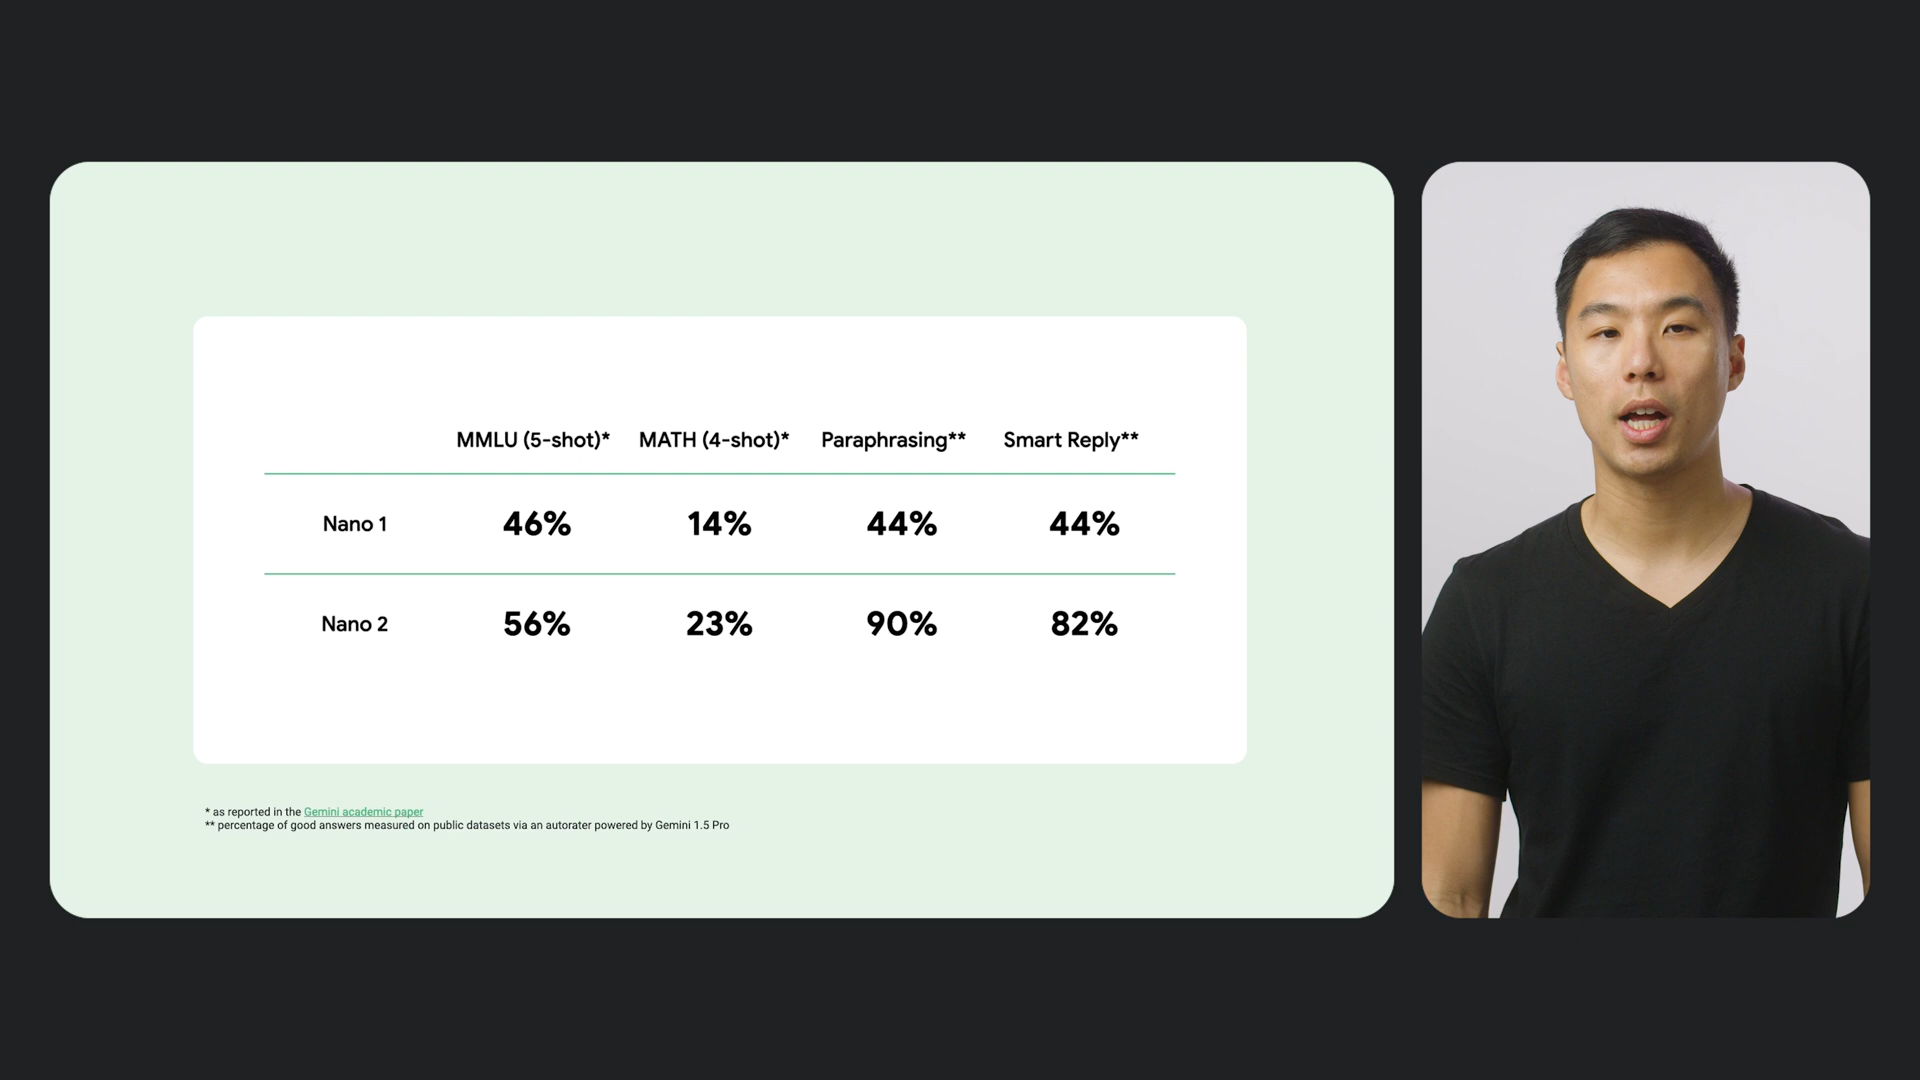 MMLU (5-shot)* MATH (4-shot)* Paraphrasing** Smart Reply**
Nano 1 46% 14% 44% 44%
Nano 2 56% 23% 90% 82%
* as reported in the Gemini academic paper
** percentage of good answers measured on public datasets via an autorater powered by Gemini 1.5 Pro